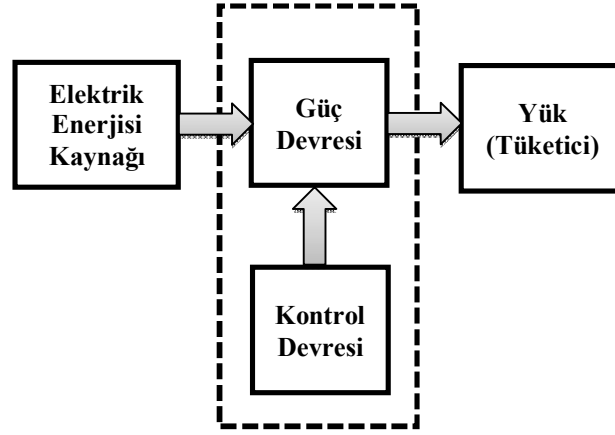 Elektrik
Enerjisi
Kaynağı
Güç
Devresi
Yük
(Tüketici)
Kontrol
Devresi